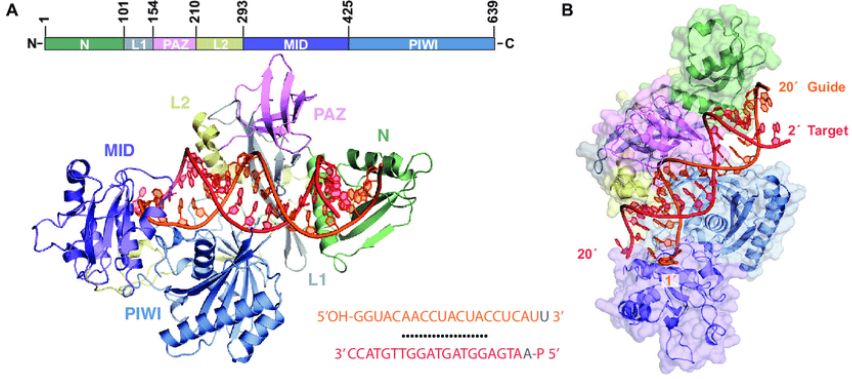 A
1 101 154 210 293 425 639
N- N L1 PAZ L2 MID PIWI -C
L2
PAZ
MID
N
L1
PIWI
5´OH-GGUACAACCUACUACCUCAUU 3´
3´CCATGTTGGATGATGGAGTAA-P 5´
B
20´ Guide
2´ Target
20´
1´